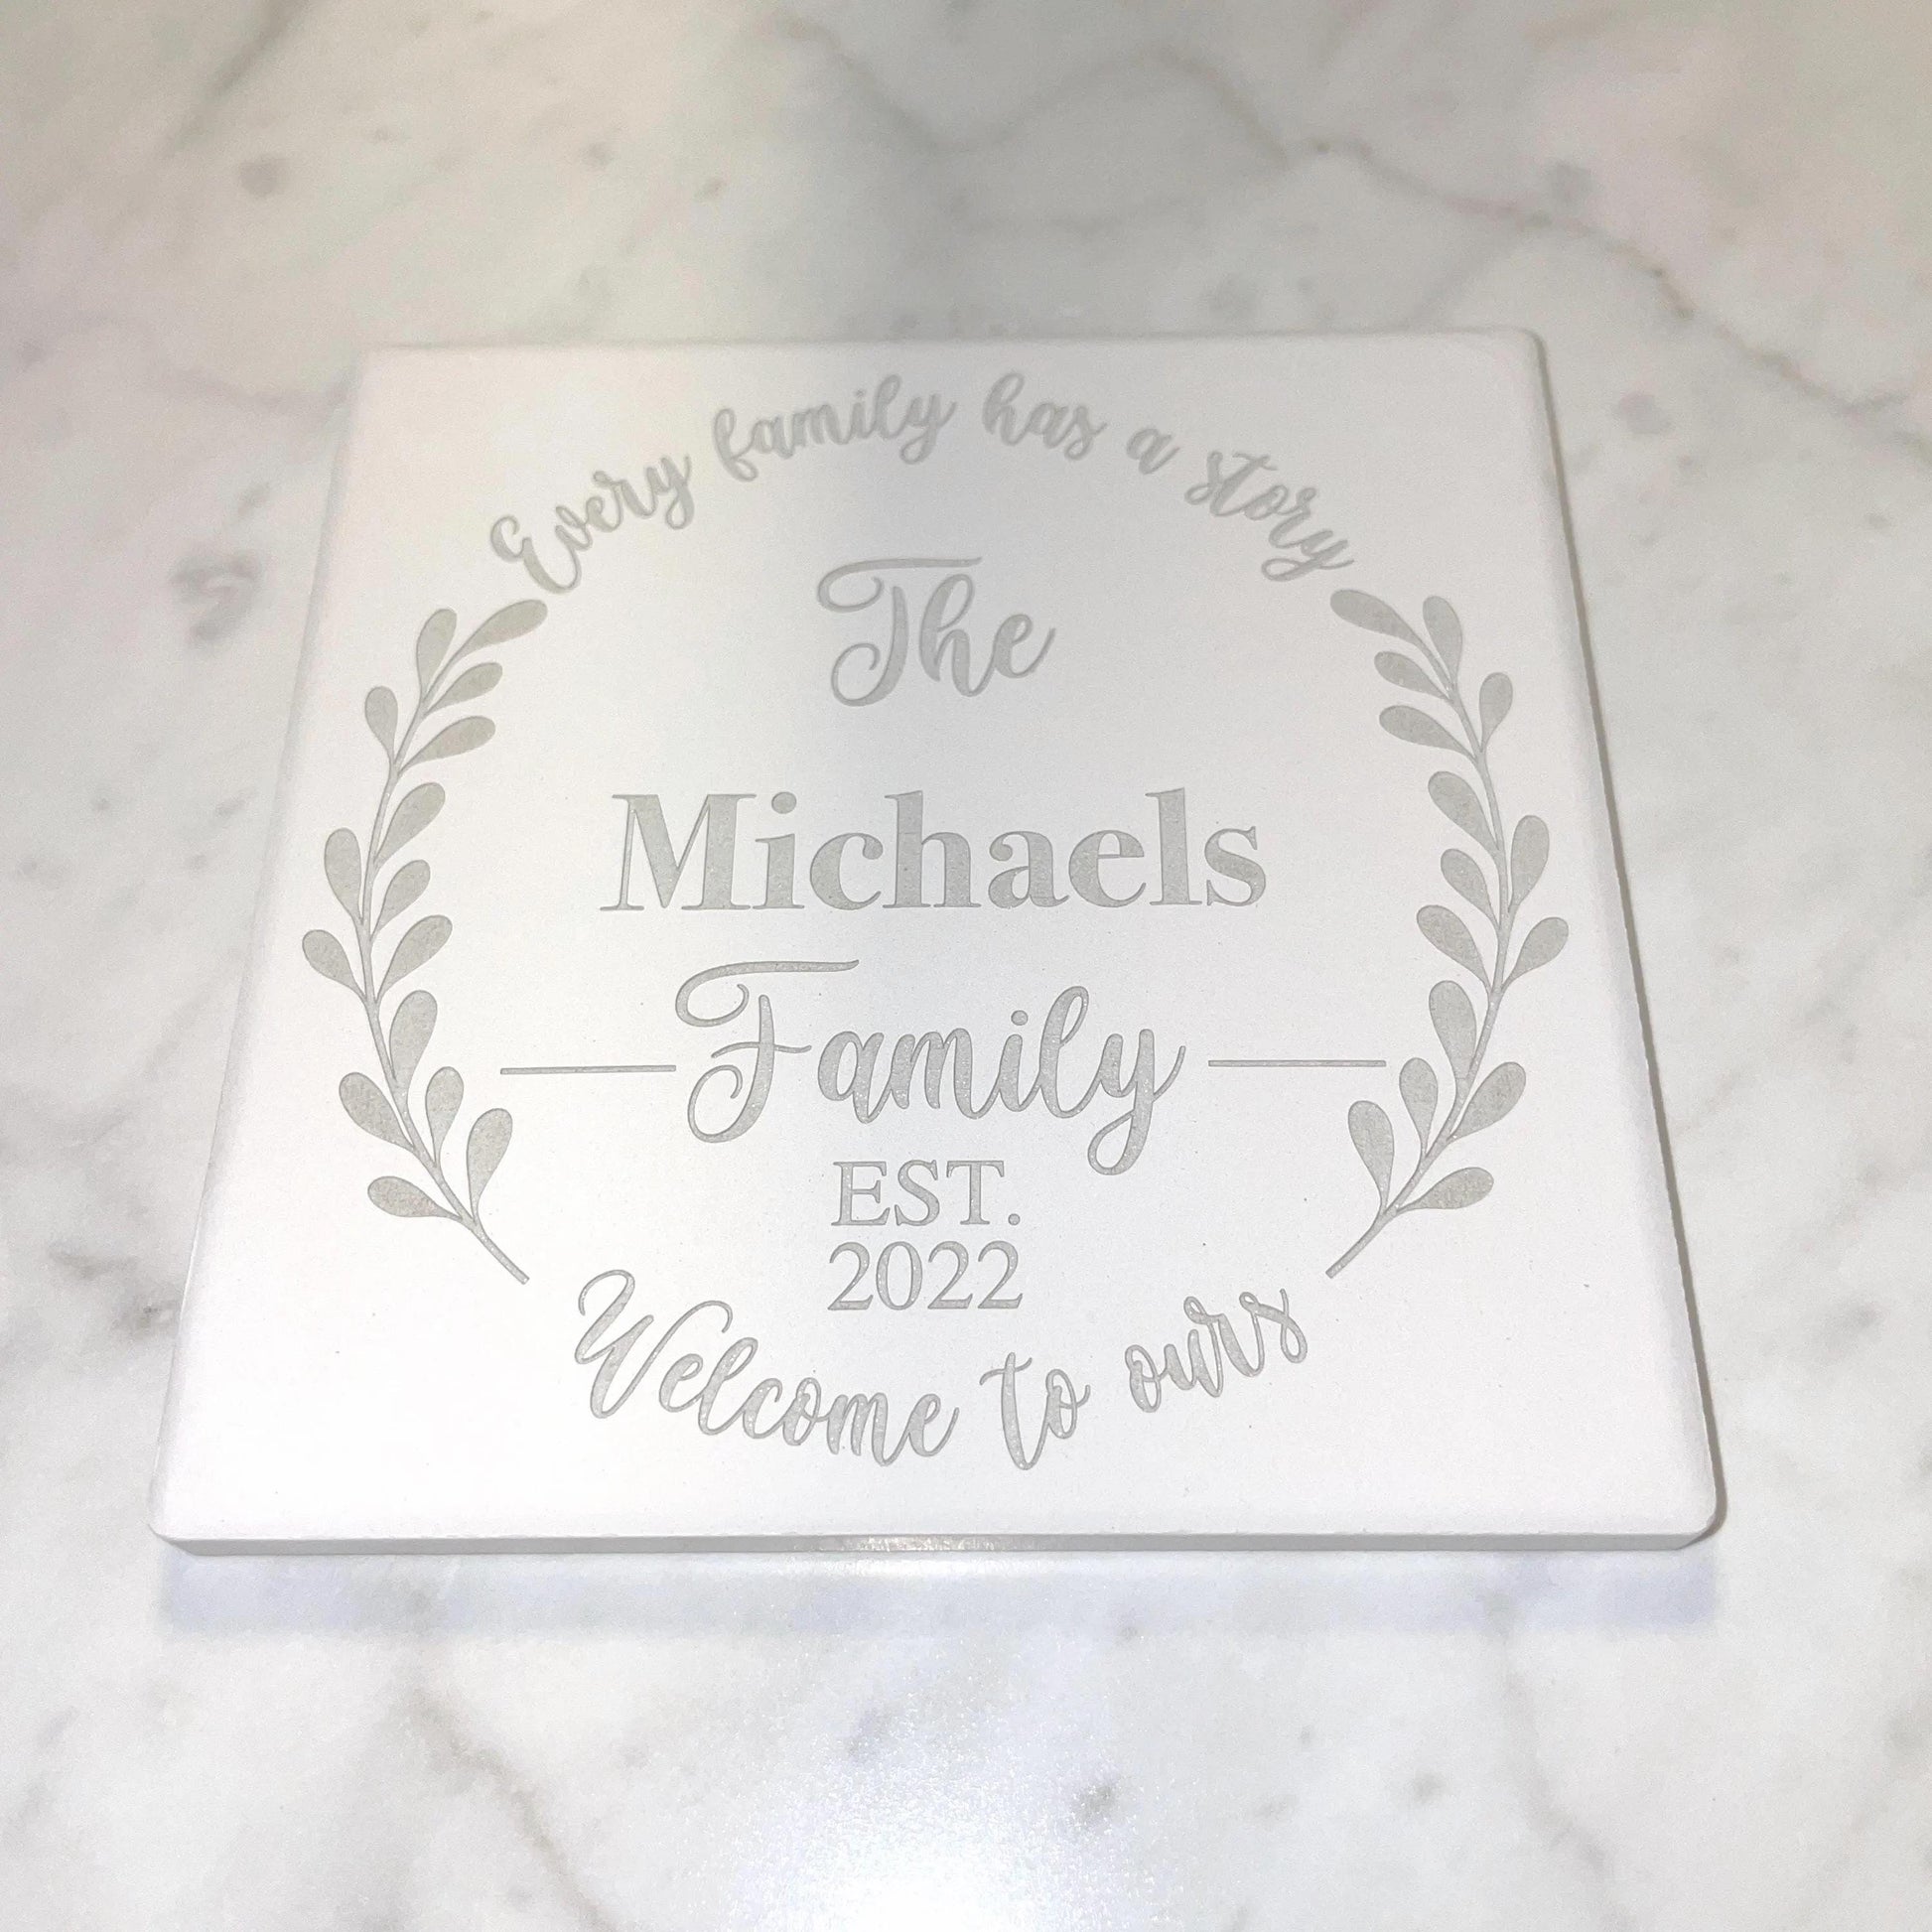 Every family has a story
The
Michaels
Family
EST.
2022
Welcome to ours